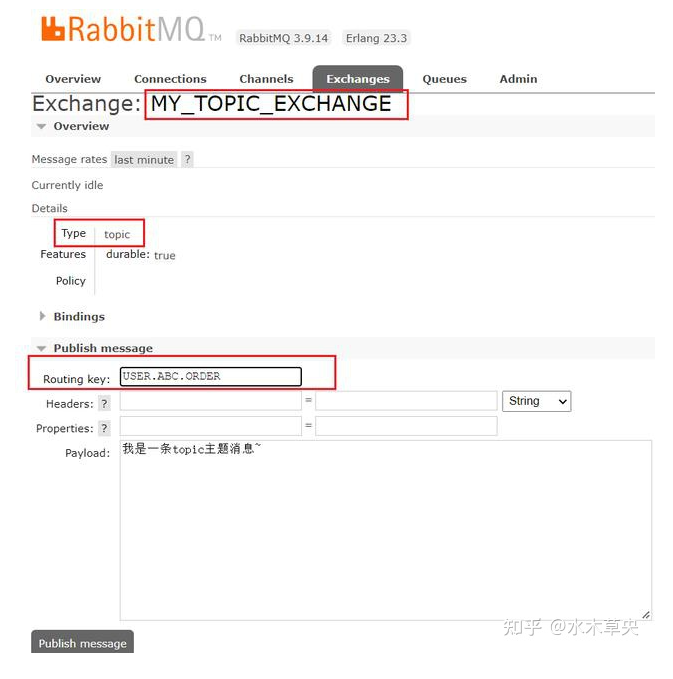 RabbitMQ TM RabbitMQ 3.9.14 Erlang 23.3
Overview Connections Channels Exchanges Queues Admin
Exchange: MY_TOPIC_EXCHANGE
Overview
Message rates last minute ?
Currently idle
Details
Type topic
Features durable: true
Policy
Bindings
Publish message
Routing key: USER.ABC.ORDER
Headers: ? = String
Properties: ? =
Payload: 我是一条topic主题消息~
知乎 @水木草央
Publish message